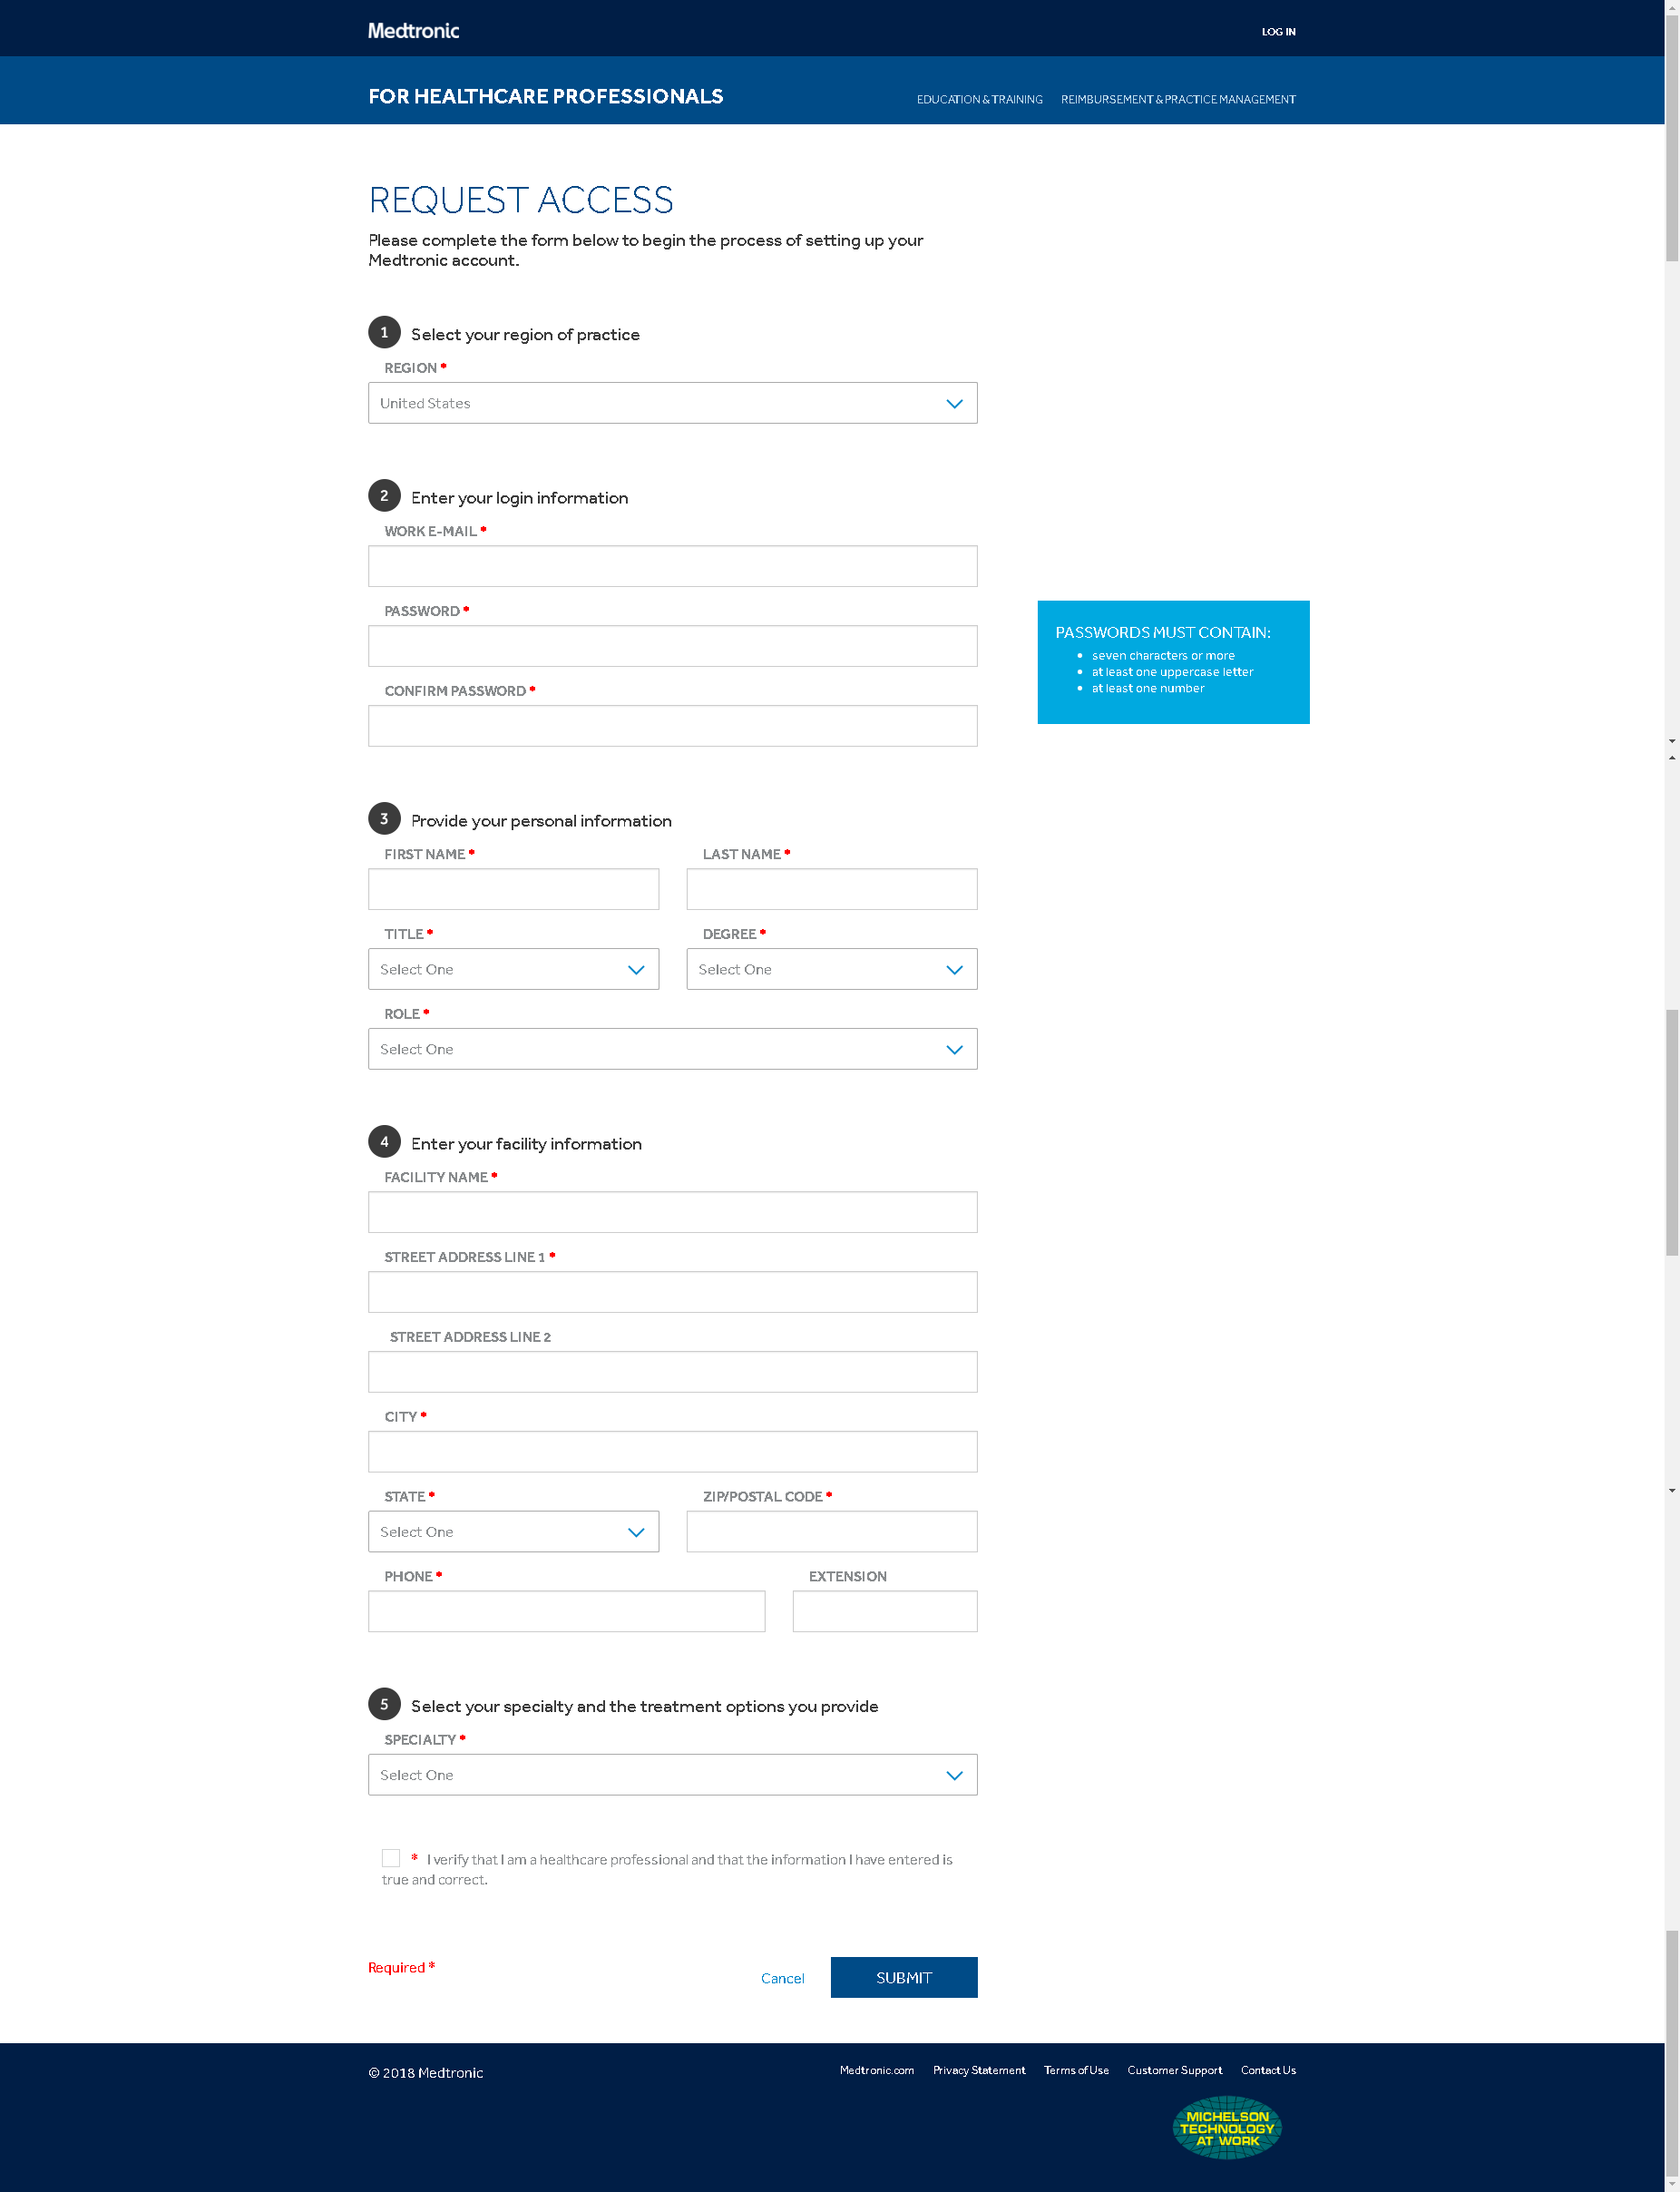 Medtronic
LOG IN
FOR HEALTHCARE PROFESSIONALS
EDUCATION & TRAINING
REIMBURSEMENT & PRACTICE MANAGEMENT
REQUEST ACCESS
Please complete the form below to begin the process of setting up your
Medtronic account.
1 Select your region of practice
REGION *
United States
2 Enter your login information
WORK E-MAIL *
PASSWORD *
CONFIRM PASSWORD *
PASSWORDS MUST CONTAIN:
• seven characters or more
• at least one uppercase letter
• at least one number
3 Provide your personal information
FIRST NAME *
LAST NAME *
TITLE *
DEGREE *
Select One
Select One
ROLE *
Select One
4 Enter your facility information
FACILITY NAME *
STREET ADDRESS LINE 1 *
STREET ADDRESS LINE 2
CITY *
STATE *
ZIP/POSTAL CODE *
Select One
PHONE *
EXTENSION
5 Select your specialty and the treatment options you provide
SPECIALTY *
Select One
* I verify that I am a healthcare professional and that the information I have entered is
true and correct.
Required *
Cancel
SUBMIT
© 2018 Medtronic
Medtronic.com
Privacy Statement
Terms of Use
Customer Support
Contact Us
MICHELSON
TECHNOLOGY
AT WORK